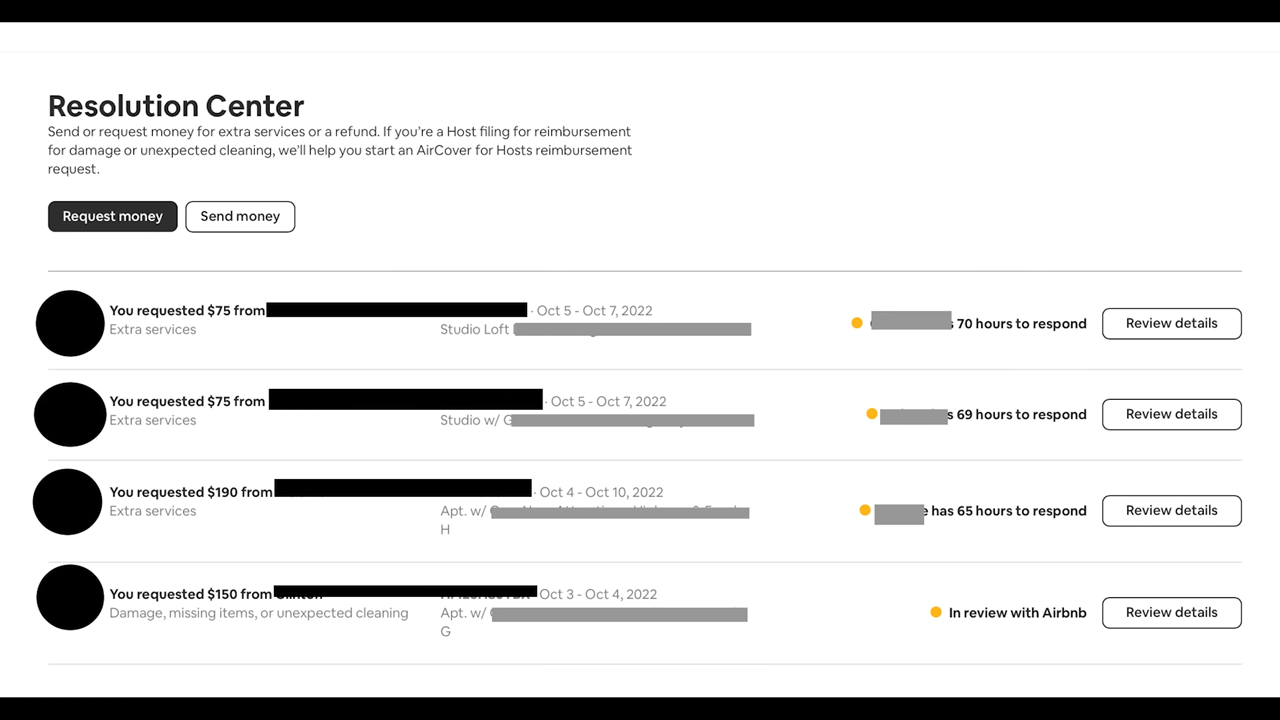 Resolution Center
Send or request money for extra services or a refund. If you're a Host filing for reimbursement
for damage or unexpected cleaning, we'll help you start an AirCover for Hosts reimbursement
request.
Request money Send money
You requested $75 from · Oct 5 - Oct 7, 2022
Extra services Studio Loft
70 hours to respond Review details
You requested $75 from · Oct 5 - Oct 7, 2022
Extra services Studio w/
69 hours to respond Review details
You requested $190 from · Oct 4 - Oct 10, 2022
Extra services Apt. w/
H
has 65 hours to respond Review details
You requested $150 from Oct 3 - Oct 4, 2022
Damage, missing items, or unexpected cleaning Apt. w/
G
In review with Airbnb Review details